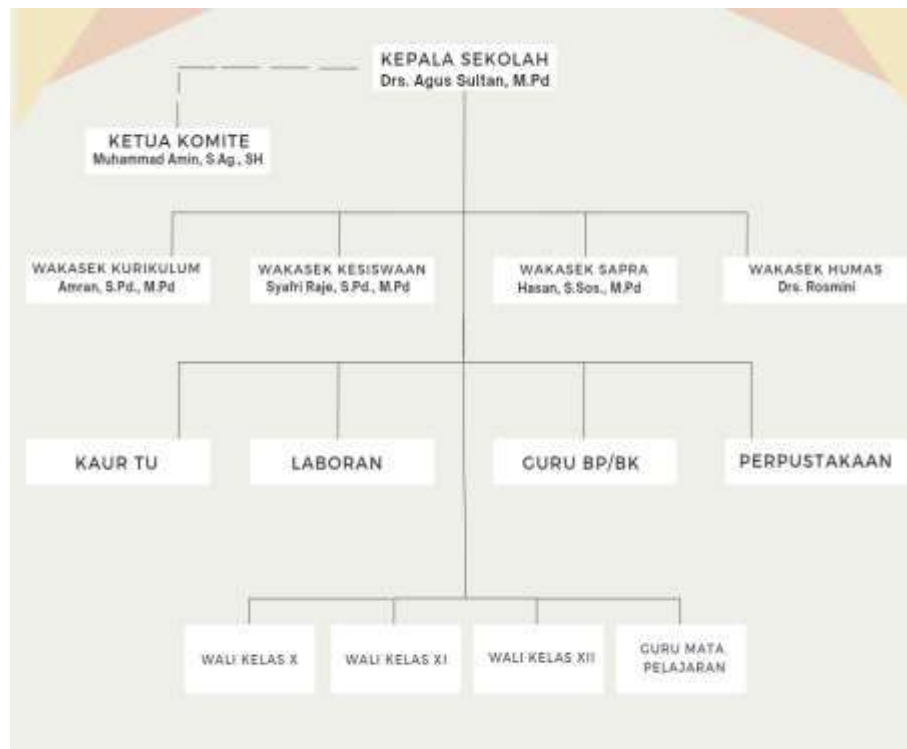 KEPALA SEKOLAH
Drs. Agus Sultan, M.Pd
KETUA KOMITE
Muhammad Amin, S.Ag., SH
WAKASEK KURIKULUM
Amran, S.Pd., M.Pd
WAKASEK KESISWAAN
Syafri Raje, S.Pd., M.Pd
WAKASEK SAPRA
Hasan, S.Sos., M.Pd
WAKASEK HUMAS
Drs. Rosmini
KAUR TU
LABORAN
GURU BP/BK
PERPUSTAKAAN
WALI KELAS X
WALI KELAS XI
WALI KELAS XII
GURU MATA
PELAJARAN